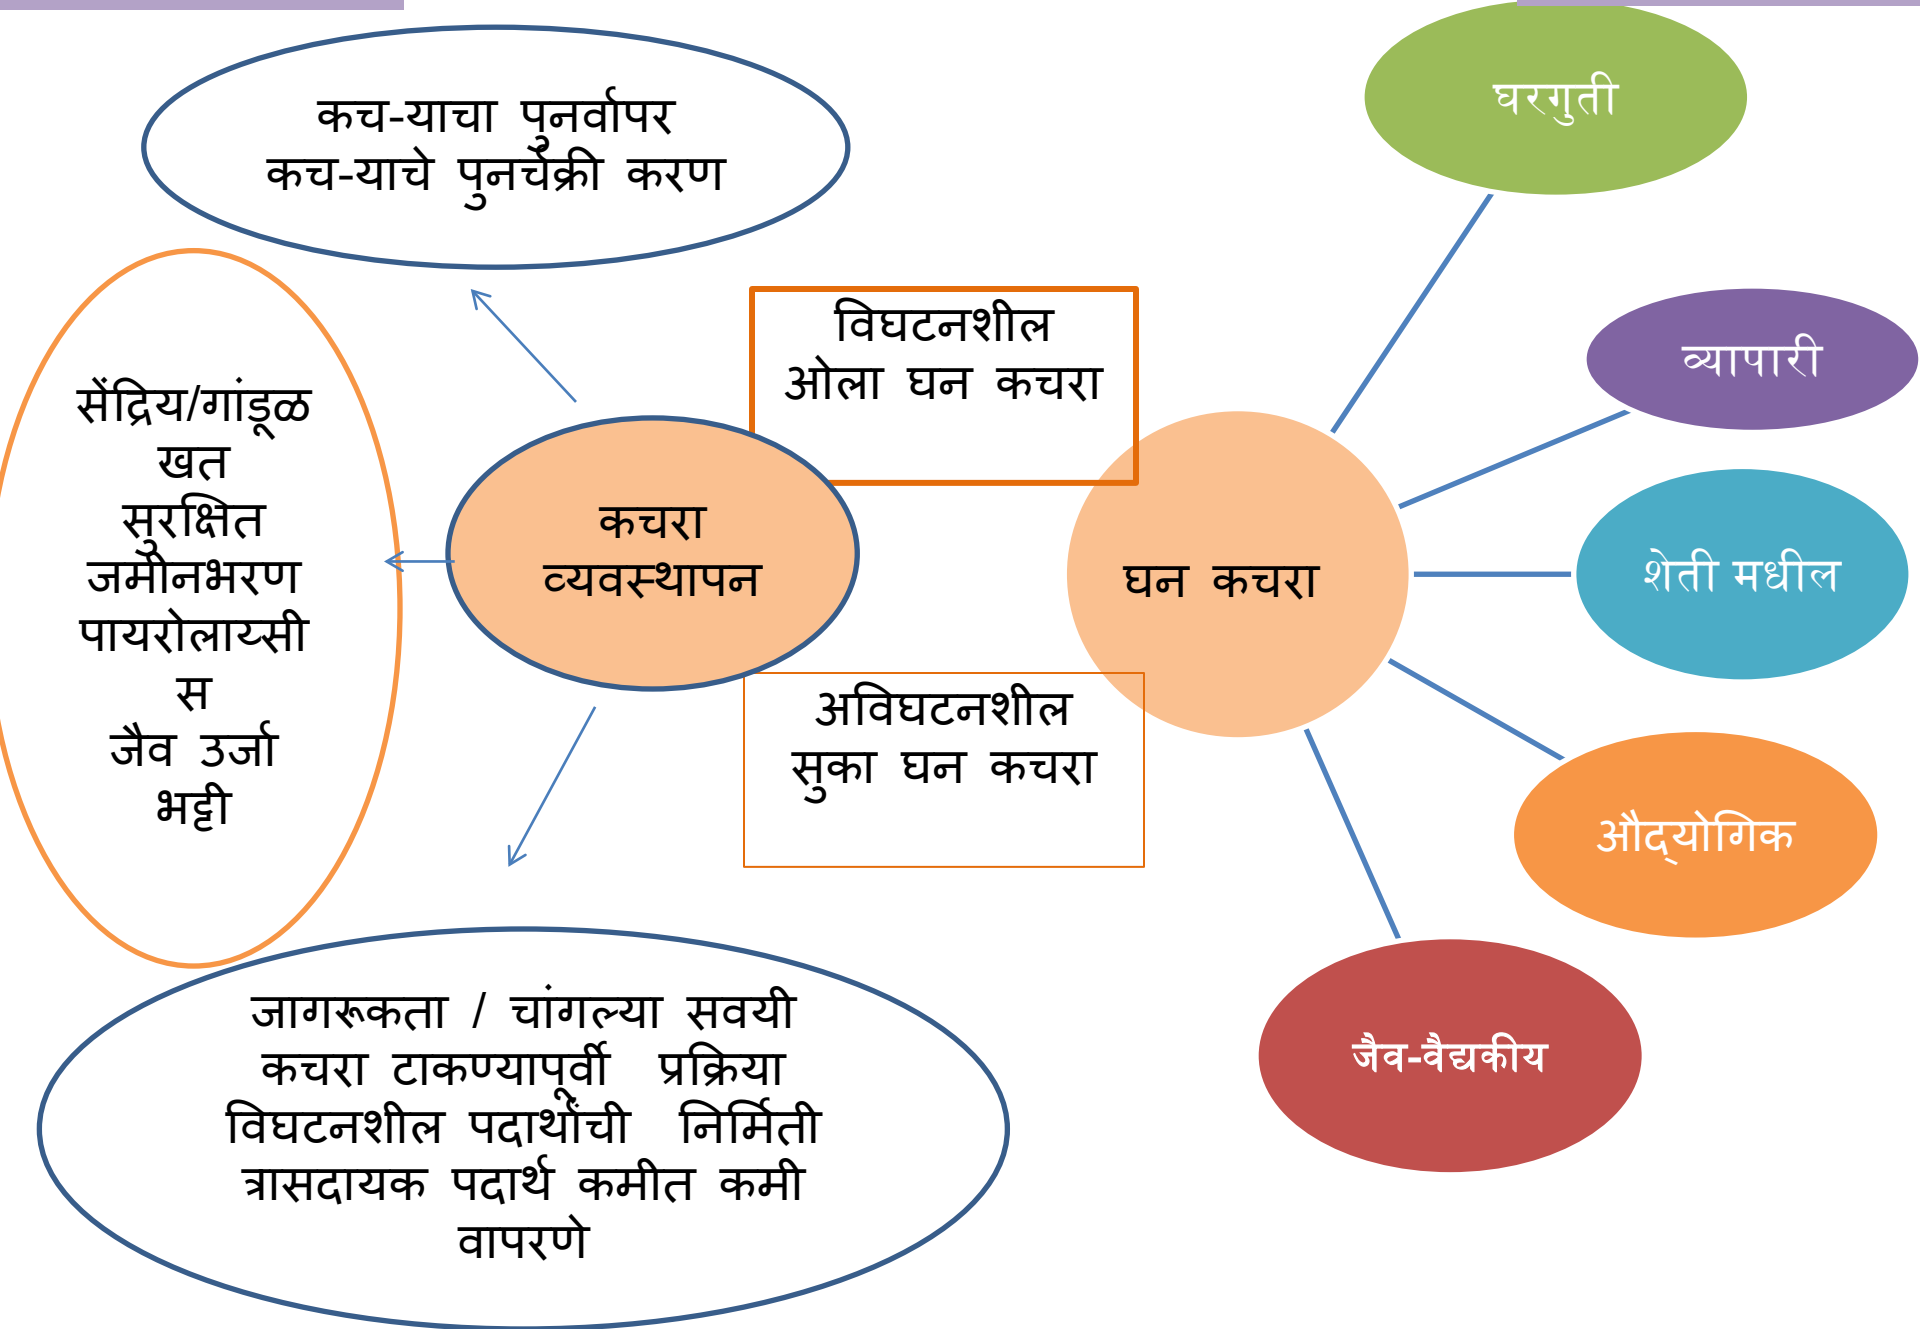 कच-याचा पुनर्वापर
कच-याचे पुनर्चक्री करण
सेंद्रिय/गांडूळ
खत
सुरक्षित
जमीनभरण
पायरोलाय्सी
स
जैव उर्जा
भट्टी
कचरा
व्यवस्थापन
विघटनशील
ओला घन कचरा
अविघटनशील
सुका घन कचरा
जागरूकता / चांगल्या सवयी
कचरा टाकण्यापूर्वी प्रक्रिया
विघटनशील पदार्थांची निर्मिती
त्रासदायक पदार्थ कमीत कमी
वापरणे
घन कचरा
घरगुती
व्यापारी
शेती मधील
औद्योगिक
जैव-वैद्यकीय